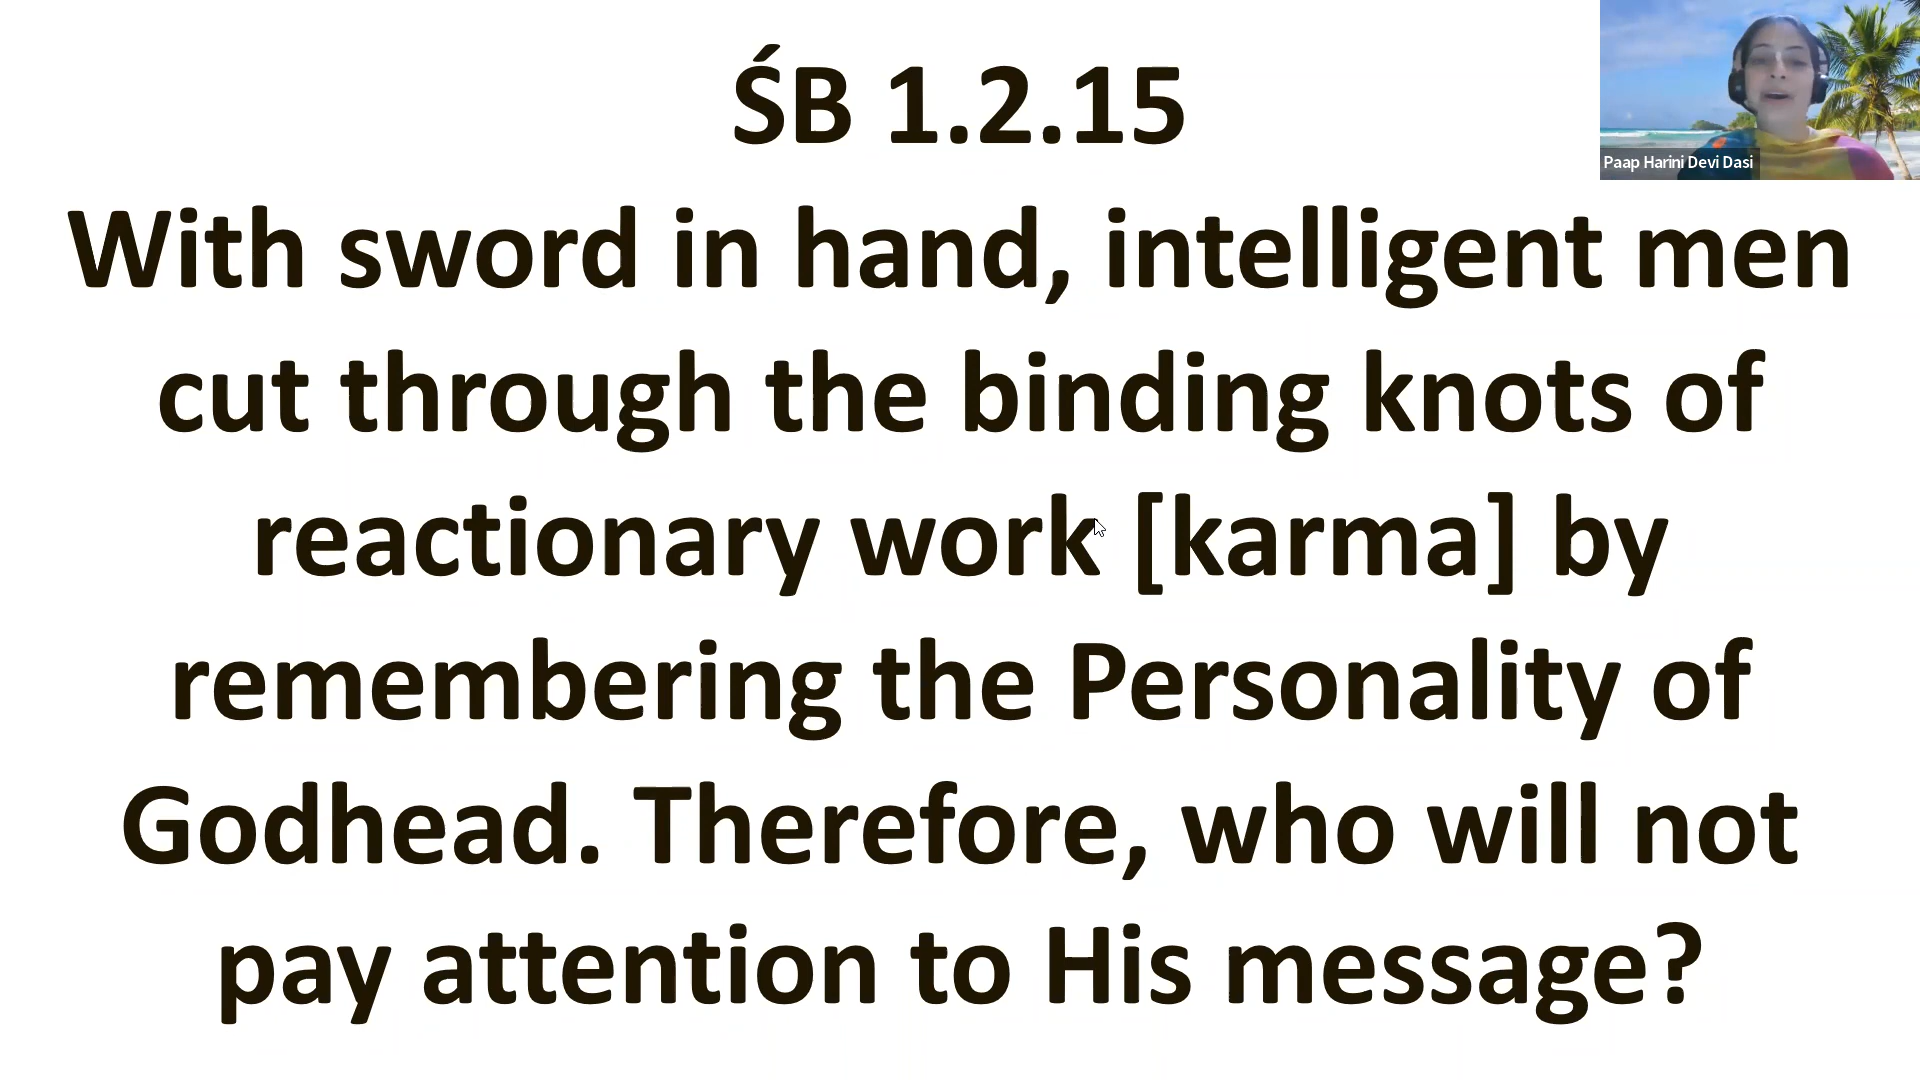 ŚB 1.2.15
With sword in hand, intelligent men
cut through the binding knots of
reactionary work [karma] by
remembering the Personality of
Godhead. Therefore, who will not
pay attention to His message?
Paap Harini Devi Dasi